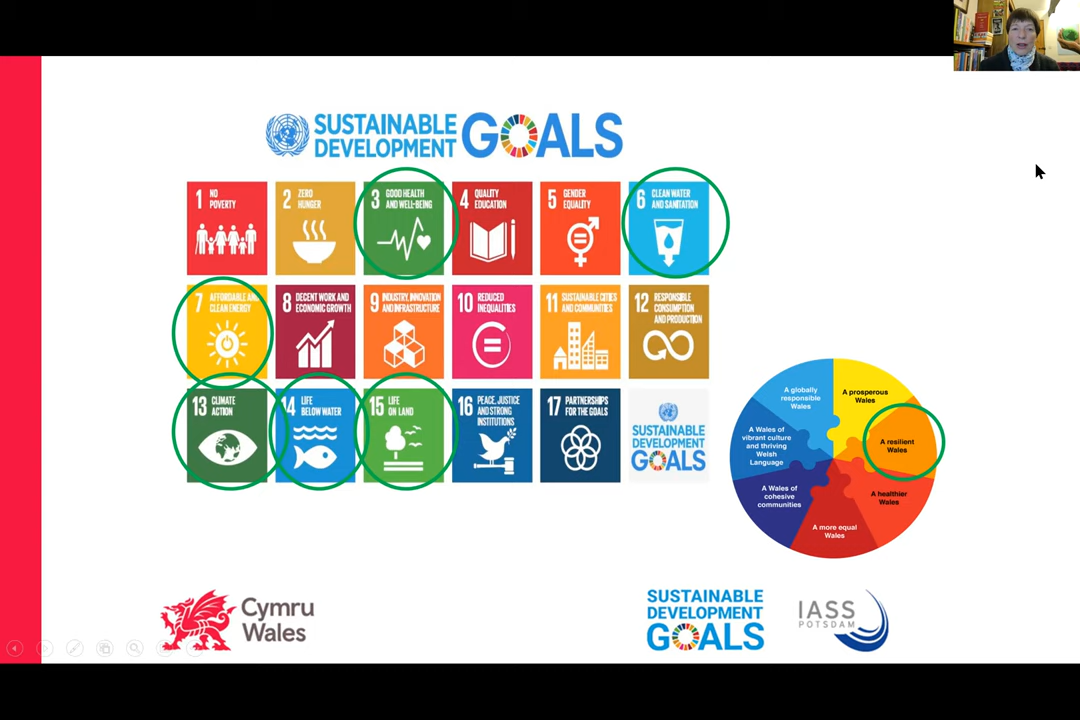 SUSTAINABLE
DEVELOPMENT
GOALS
1 NO
POVERTY
2 ZERO
HUNGER
3 GOOD HEALTH
AND WELL-BEING
4 QUALITY
EDUCATION
5 GENDER
EQUALITY
6 CLEAN WATER
AND SANITATION
7 AFFORDABLE AND
CLEAN ENERGY
8 DECENT WORK AND
ECONOMIC GROWTH
9 INDUSTRY, INNOVATION
AND INFRASTRUCTURE
10 REDUCED
INEQUALITIES
11 SUSTAINABLE CITIES
AND COMMUNITIES
12 RESPONSIBLE
CONSUMPTION
AND PRODUCTION
13 CLIMATE
ACTION
14 LIFE
BELOW WATER
15 LIFE
ON LAND
16 PEACE, JUSTICE
AND STRONG
INSTITUTIONS
17 PARTNERSHIPS
FOR THE GOALS
SUSTAINABLE
DEVELOPMENT
GOALS
A globally
responsible
Wales
A prosperous
Wales
A Wales of
vibrant culture
and thriving
Welsh
Language
A resilient
Wales
A Wales of
cohesive
communities
A healthier
Wales
A more equal
Wales
Cymru
Wales
SUSTAINABLE
DEVELOPMENT
GOALS
IASS
POTSDAM